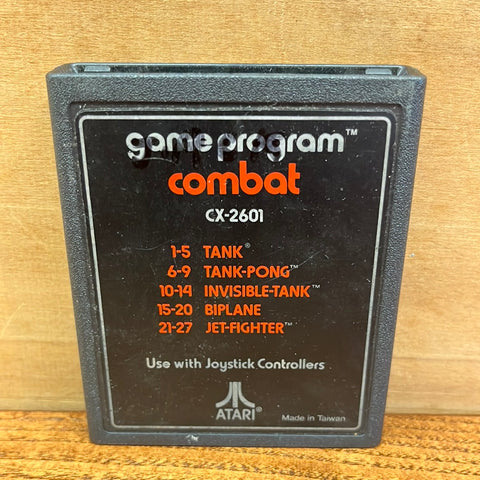 game program™
combat
CX-2601
1-5 TANK®
6-9 TANK-PONG™
10-14 INVISIBLE-TANK™
15-20 BIPLANE
21-27 JET-FIGHTER™
Use with Joystick Controllers
ATARI®
Made in Taiwan